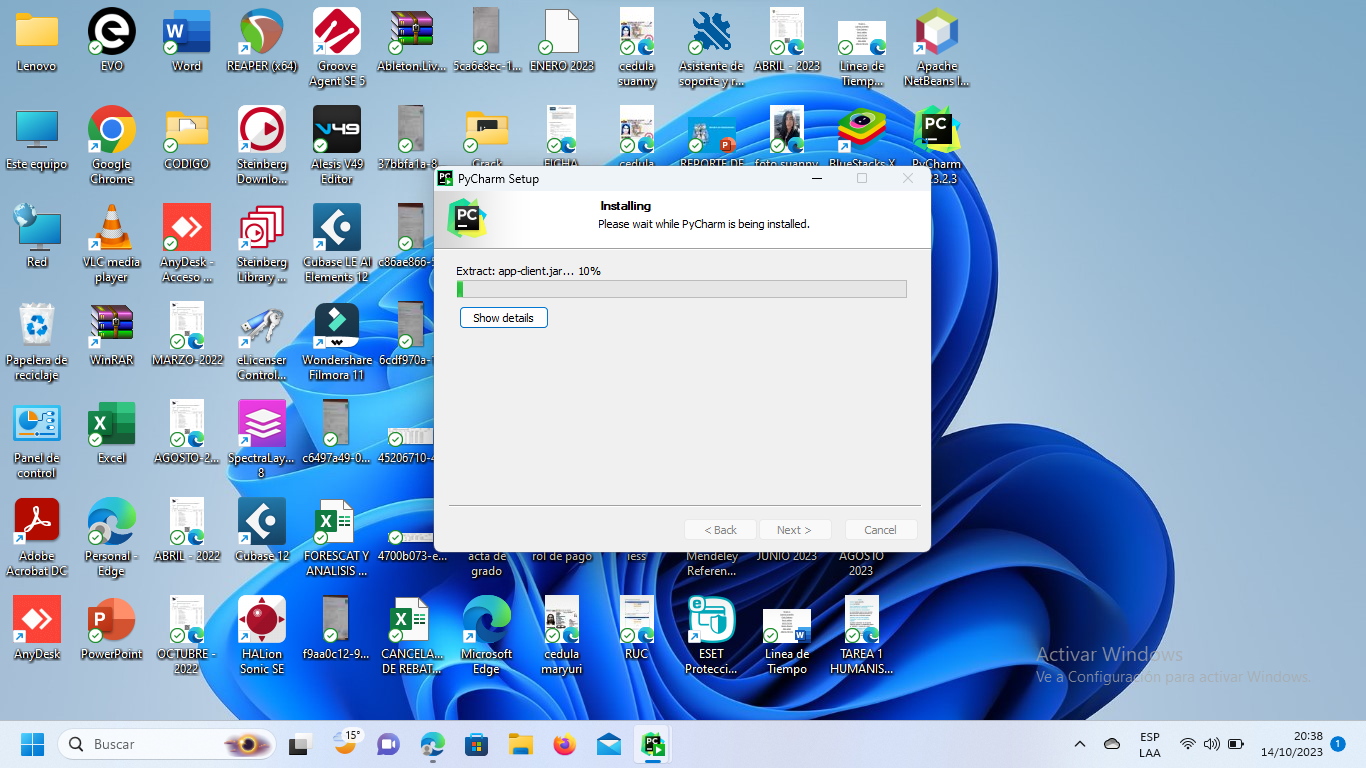 Lenovo
EVO
Word
REAPER (x64)
Groove
Agent SE 5
Ableton.Liv...
5ca6e8ec-1...
ENERO 2023
cedula
suanny
Asistente de
soporte y r...
ABRIL - 2023
Linea de
Tiemp...
Apache
NetBeans I...
Este equipo
Google
Chrome
CODIGO
Steinberg
Downlo...
V49
Alesis V49
Editor
37bbfa1a-8
Crack
FICHA
cedula
REPORTE DE
foto suanny
BlueStacks X
PC
PyCharm
23.2.3
Red
VLC media
player
AnyDesk -
Acceso ...
Steinberg
Library ...
Cubase LE AI
Elements 12
c86ae866-5
Papelera de
reciclaje
WinRAR
MARZO-2022
eLicenser
Control...
Wondershare
Filmora 11
6cdf970a-1
Panel de
control
Excel
AGOSTO-2...
SpectraLay...
8
c6497a49-0...
45206710-4
Adobe
Acrobat DC
Personal -
Edge
ABRIL - 2022
Cubase 12
FORESCAT Y
ANALISIS ...
4700b073-e...
acta de
grado
rol de pago
iess
Mendeley
Referen...
JUNIO 2023
AGOSTO
2023
AnyDesk
PowerPoint
OCTUBRE -
2022
HALion
Sonic SE
f9aa0c12-9...
CANCELA...
DE REBAT...
Microsoft
Edge
cedula
maryuri
RUC
ESET
Protecci...
Linea de
Tiempo
TAREA 1
HUMANIS...
PyCharm Setup
PC
Installing
Please wait while PyCharm is being installed.
Extract: app-client.jar... 10%
Show details
< Back
Next >
Cancel
Activar Windows
Ve a Configuración para activar Windows.
Buscar
15°
ESP
LAA
20:38
14/10/2023
1